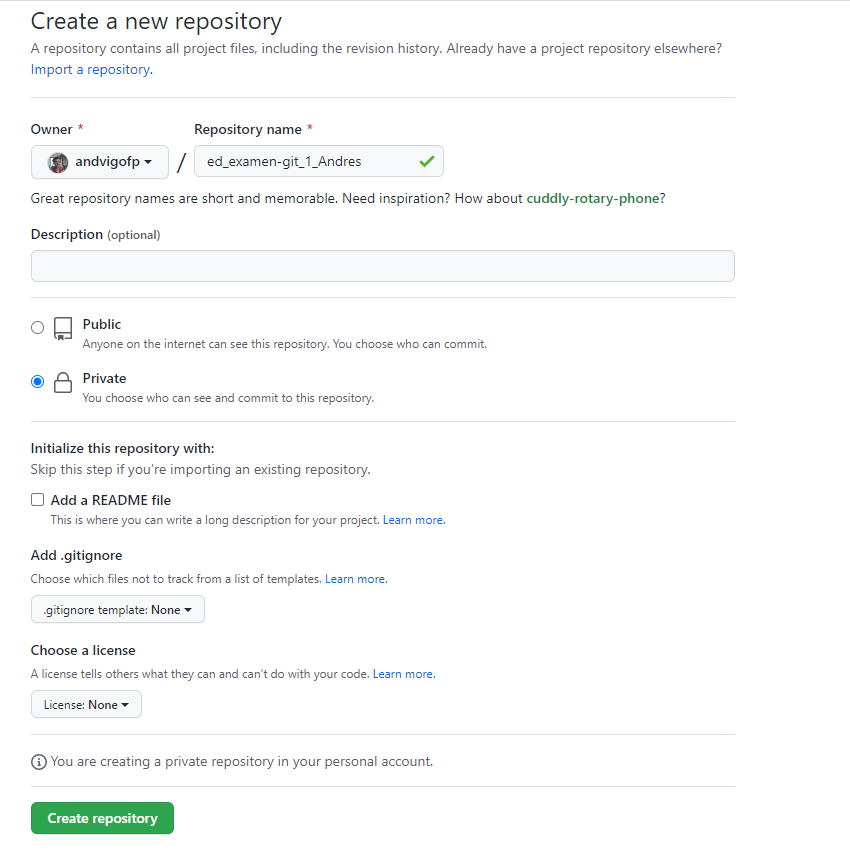 Create a new repository
A repository contains all project files, including the revision history. Already have a project repository elsewhere?
Import a repository.
Owner *
Repository name *
andvigofp / ed_examen-git_1_Andres
Great repository names are short and memorable. Need inspiration? How about cuddly-rotary-phone?
Description (optional)
Public
Anyone on the internet can see this repository. You choose who can commit.
Private
You choose who can see and commit to this repository.
Initialize this repository with:
Skip this step if you're importing an existing repository.
Add a README file
This is where you can write a long description for your project. Learn more.
Add .gitignore
Choose which files not to track from a list of templates. Learn more.
.gitignore template: None
Choose a license
A license tells others what they can and can't do with your code. Learn more.
License: None
You are creating a private repository in your personal account.
Create repository